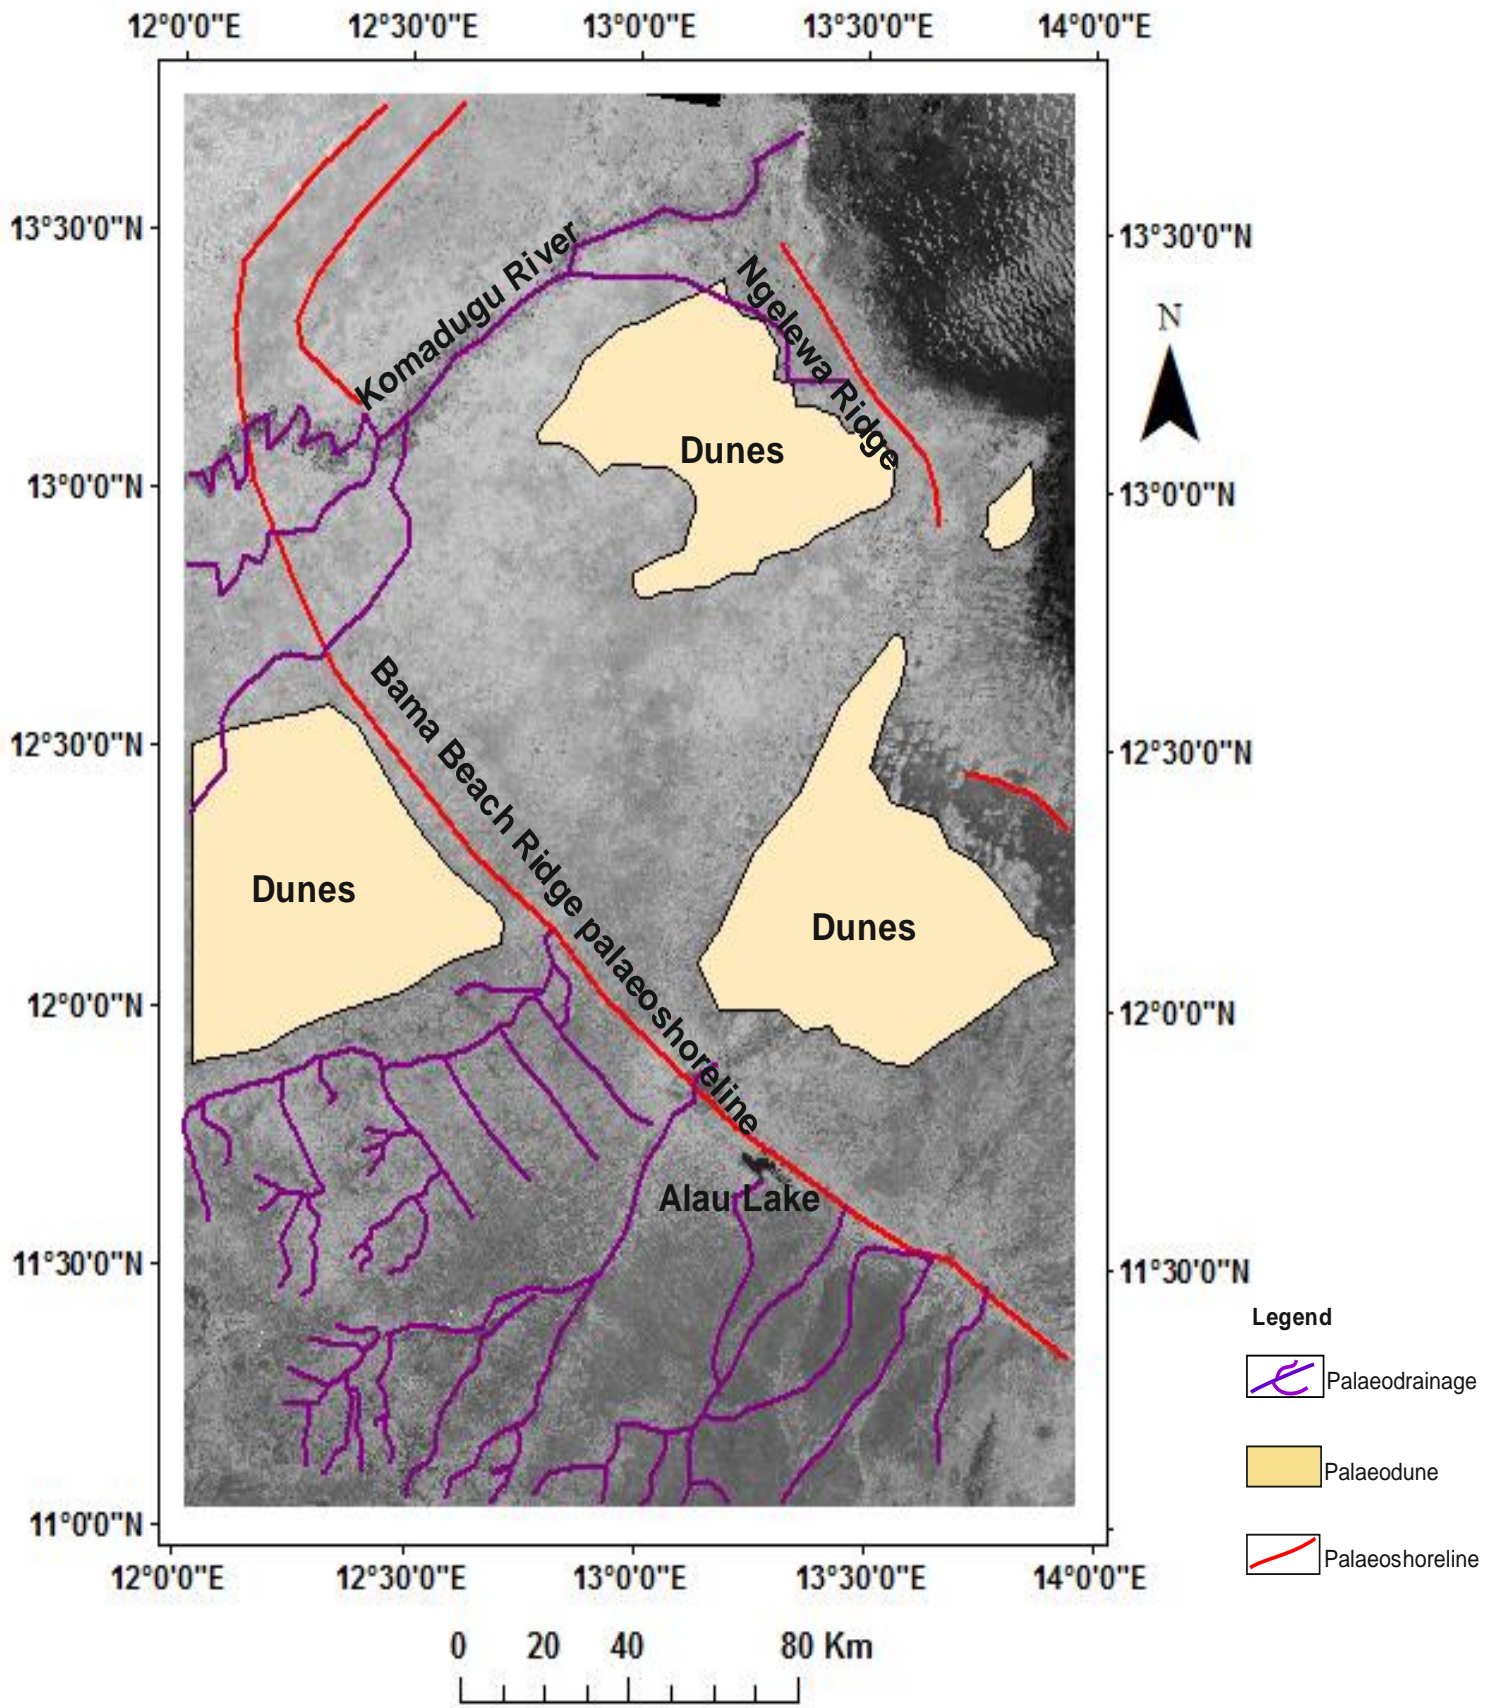 12°0'0"E 12°30'0"E 13°0'0"E 13°30'0"E 14°0'0"E
13°30'0"N
13°30'0"N
Komadugu River
Ngelewa Ridge
N
Dunes
13°0'0"N
13°0'0"N
Bama Beach Ridge palaeoshoreline
12°30'0"N
12°30'0"N
Dunes
Dunes
12°0'0"N
12°0'0"N
Alau Lake
11°30'0"N
11°30'0"N
Legend
Palaeodrainage
Palaeodune
Palaeoshoreline
11°0'0"N
12°0'0"E 12°30'0"E 13°0'0"E 13°30'0"E 14°0'0"E
0 20 40 80 Km